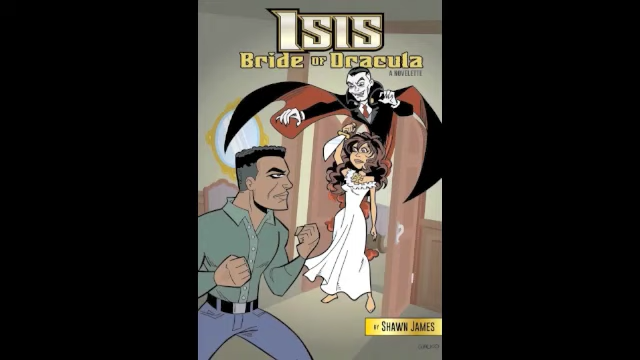 ISIS
Bride of Dracula
A NOVELETTE
BY SHAWN JAMES